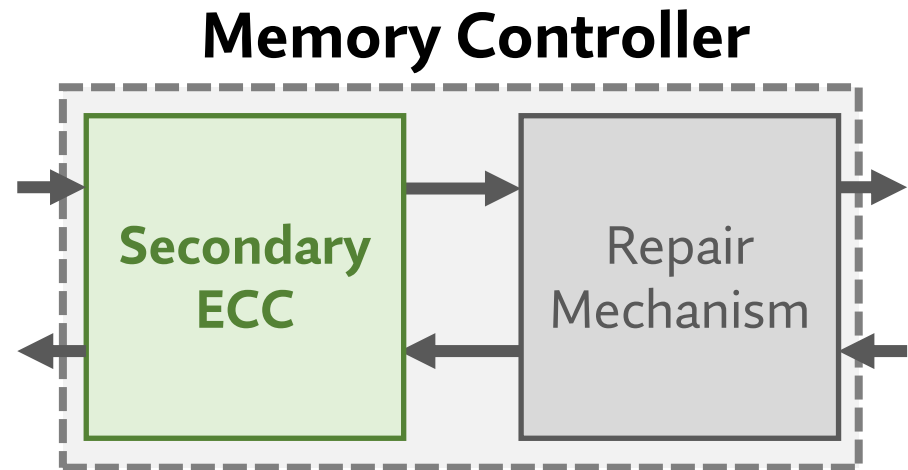 Memory Controller
Secondary
ECC
Repair
Mechanism